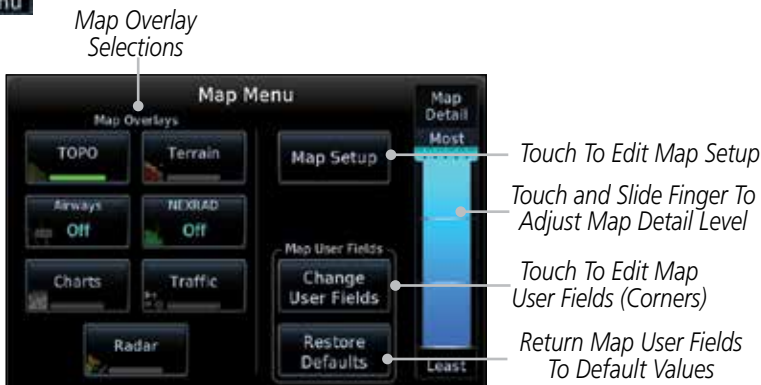 Map Overlay
Selections
Map Menu
Map Overlays
TOPO
Terrain
Airways
Off
NEXRAD
Off
Charts
Traffic
Radar
Map Setup
Map User Fields
Change
User Fields
Restore
Defaults
Map
Detail
Most
Least
Touch To Edit Map Setup
Touch and Slide Finger To
Adjust Map Detail Level
Touch To Edit Map
User Fields (Corners)
Return Map User Fields
To Default Values